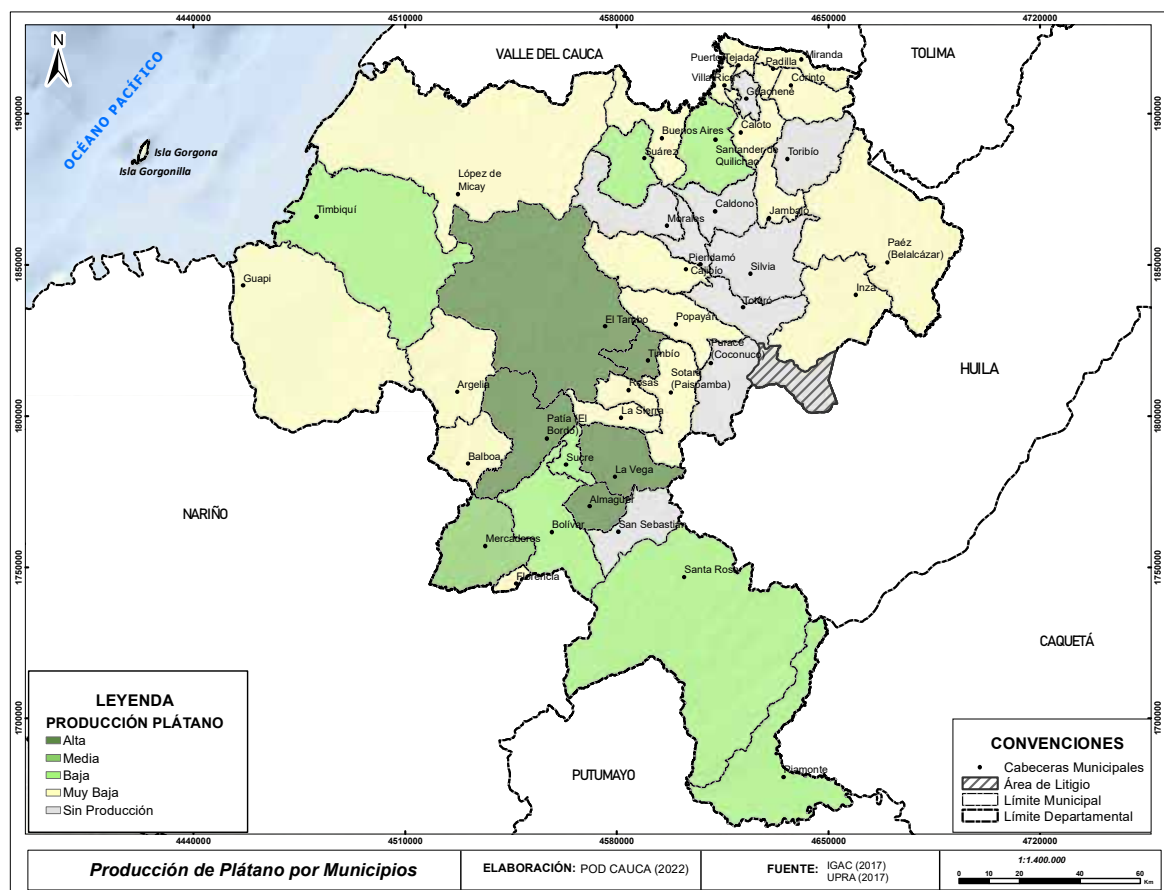 4440000
4510000
4580000
4650000
4720000
N
VALLE DEL CAUCA
TOLIMA
OCÉANO PACÍFICO
Isla Gorgona
Isla Gorgonilla
Puerto Tejada
Padilla
Miranda
Villa Rica
Corinto
Guachené
Buenos Aires
Caloto
Suárez
Santander de
Quilichao
Toribío
López de
Micay
Timbiquí
Caldono
Jambaló
Morales
Paéz
(Belalcázar)
Piendamó
Cajibío
Silvia
Guapi
Inza
Totoró
El Tambo
Popayán
Puracé
(Coconuco)
Timbío
HUILA
Argelia
Rosas
Sotara
(Paispamba)
La Sierra
Patía (El
Bordo)
Balboa
Sucre
La Vega
NARIÑO
Almaguer
Bolívar
San Sebastián
Mercaderes
Florencia
Santa Rosa
CAQUETÁ
PUTUMAYO
Piamonte
1900000
1850000
1800000
1750000
1700000
1900000
1850000
1800000
1750000
1700000
LEYENDA
PRODUCCIÓN PLÁTANO
Alta
Media
Baja
Muy Baja
Sin Producción
CONVENCIONES
Cabeceras Municipales
Área de Litigio
Límite Municipal
Límite Departamental
4440000
4510000
4580000
4650000
4720000
Producción de Plátano por Municipios
ELABORACIÓN: POD CAUCA (2022)
FUENTE: IGAC (2017)
UPRA (2017)
1:1.400.000
0 10 20 40 60
Km